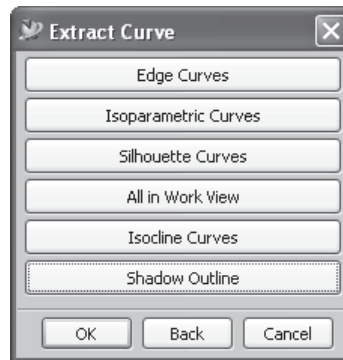 Extract Curve
Edge Curves
Isoparametric Curves
Silhouette Curves
All in Work View
Isocline Curves
Shadow Outline
OK Back Cancel